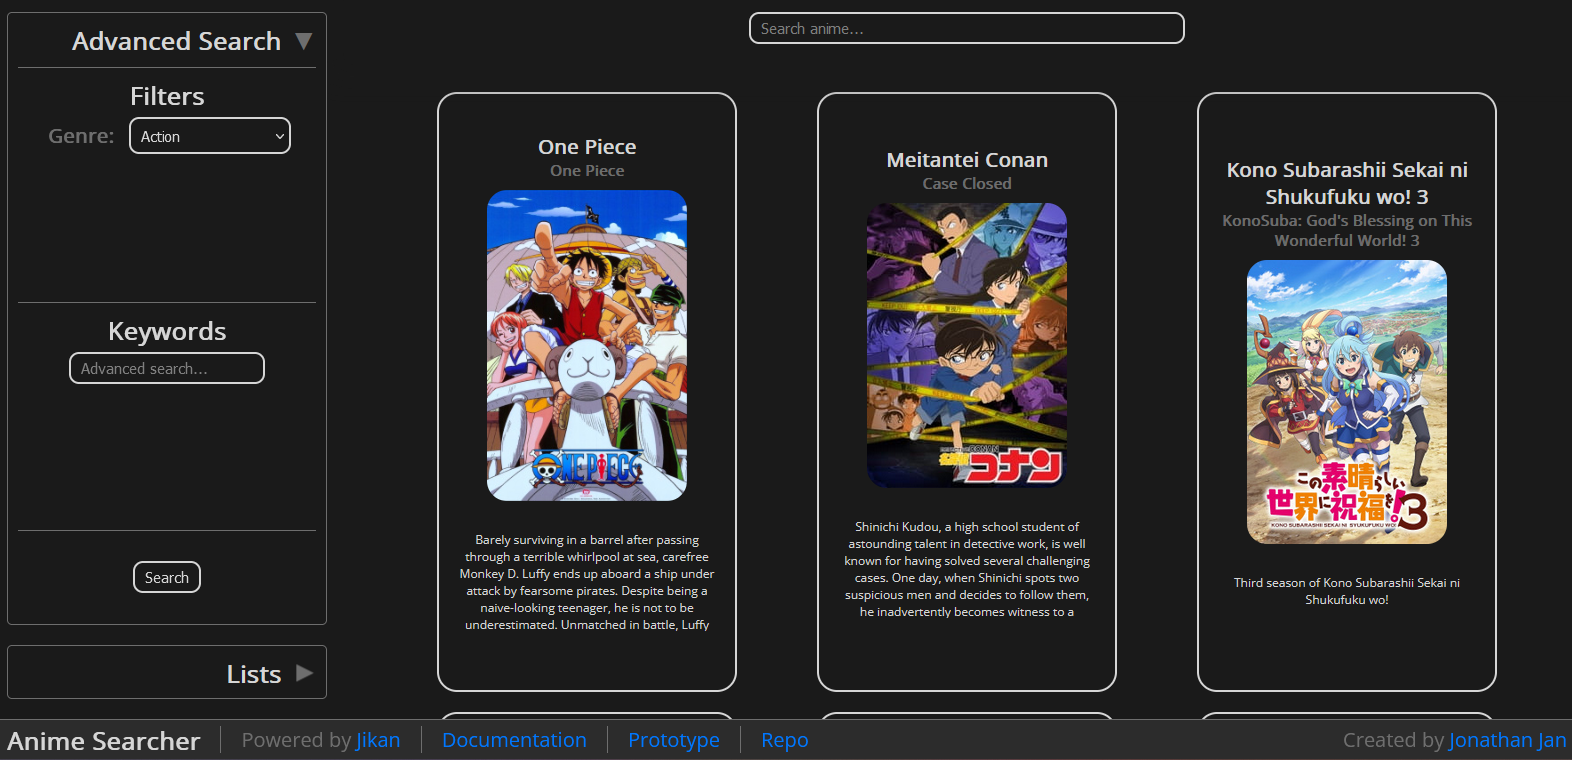 Advanced Search ▼
Filters
Genre: Action
Keywords
Advanced search...
Search
Lists ▶
Search anime...
One Piece
One Piece
ONE PIECE
Barely surviving in a barrel after passing
through a terrible whirlpool at sea, carefree
Monkey D. Luffy ends up aboard a ship under
attack by fearsome pirates. Despite being a
naive-looking teenager, he is not to be
underestimated. Unmatched in battle, Luffy
Meitantei Conan
Case Closed
名探偵コナン
Shinichi Kudou, a high school student of
astounding talent in detective work, is well
known for having solved several challenging
cases. One day, when Shinichi spots two
suspicious men and decides to follow them,
he inadvertently becomes witness to a
Kono Subarashii Sekai ni
Shukufuku wo! 3
KonoSuba: God's Blessing on This
Wonderful World! 3
この素晴らしい
世界に祝福を!3
KONO SUBARASHII SEKAI NI SYUKUFUKU WO!
Third season of Kono Subarashii Sekai ni
Shukufuku wo!
Anime Searcher
Powered by Jikan
Documentation
Prototype
Repo
Created by Jonathan Jan